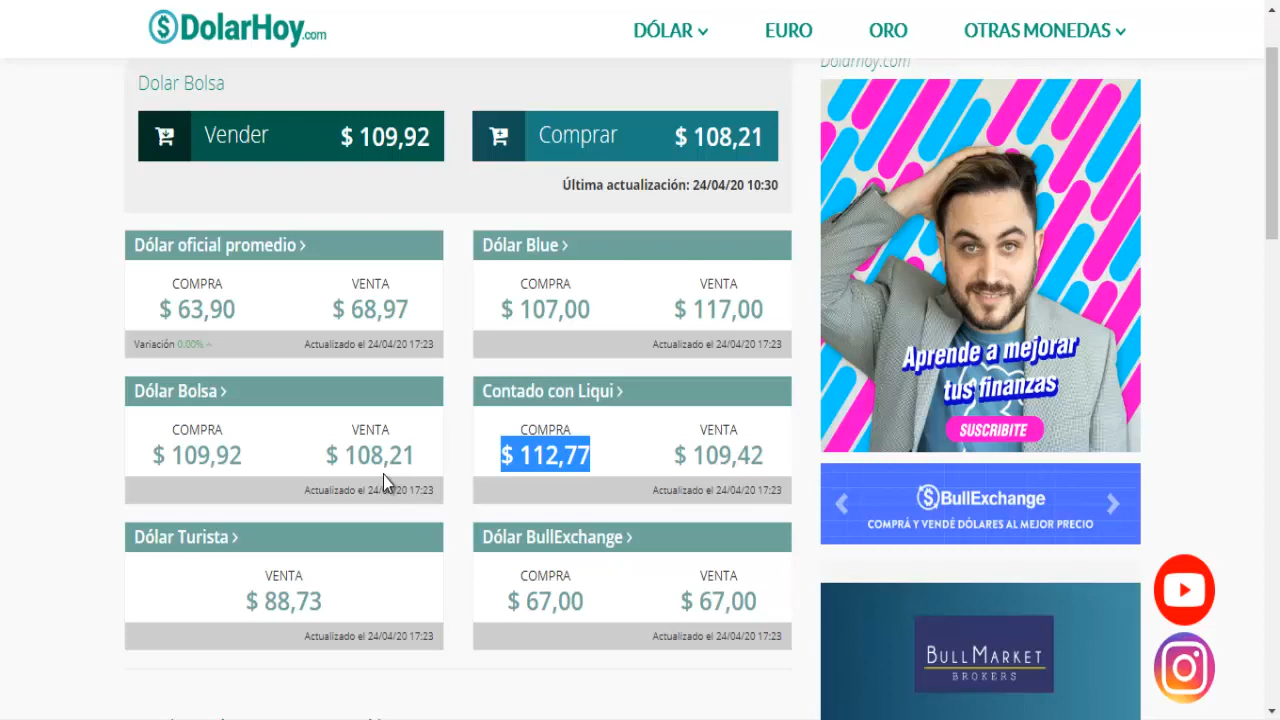 DolarHoy.com
DÓLAR
EURO
ORO
OTRAS MONEDAS
DolarHoy.com
Dolar Bolsa
Vender $ 109,92
Comprar $ 108,21
Última actualización: 24/04/20 10:30
Dólar oficial promedio
COMPRA VENTA
$ 63,90 $ 68,97
Variación 0.00% Actualizado el 24/04/20 17:23
Dólar Blue
COMPRA VENTA
$ 107,00 $ 117,00
Actualizado el 24/04/20 17:23
Dólar Bolsa
COMPRA VENTA
$ 109,92 $ 108,21
Actualizado el 24/04/20 17:23
Contado con Liqui
COMPRA VENTA
$ 112,77 $ 109,42
Actualizado el 24/04/20 17:23
Dólar Turista
VENTA
$ 88,73
Actualizado el 24/04/20 17:23
Dólar BullExchange
COMPRA VENTA
$ 67,00 $ 67,00
Actualizado el 24/04/20 17:23
Aprende a mejorar
tus finanzas
SUSCRIBITE
BullExchange
COMPRÁ Y VENDÉ DÓLARES AL MEJOR PRECIO
BULLMARKET
BROKERS